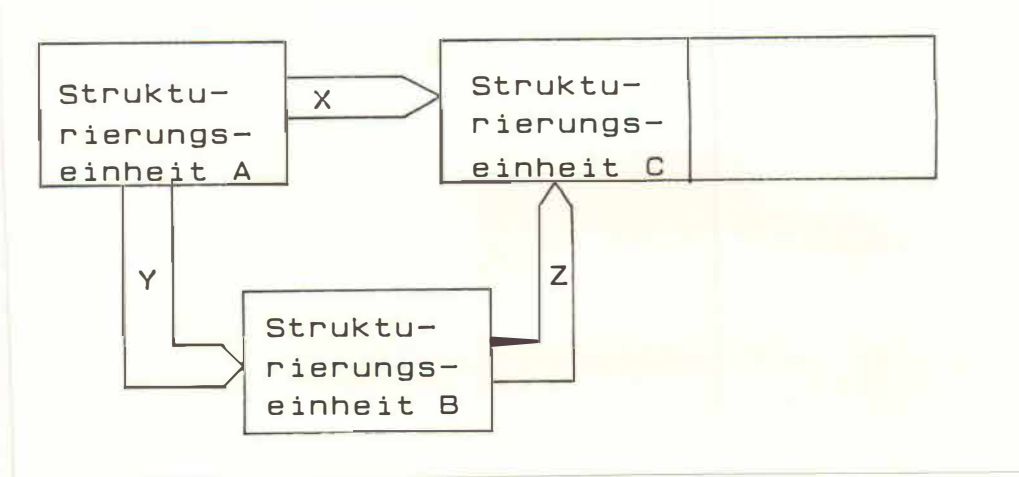 Struktu-
rierungs-
einheit A
X
Struktu-
rierungs-
einheit C
Y
Z
Struktu-
rierungs-
einheit B